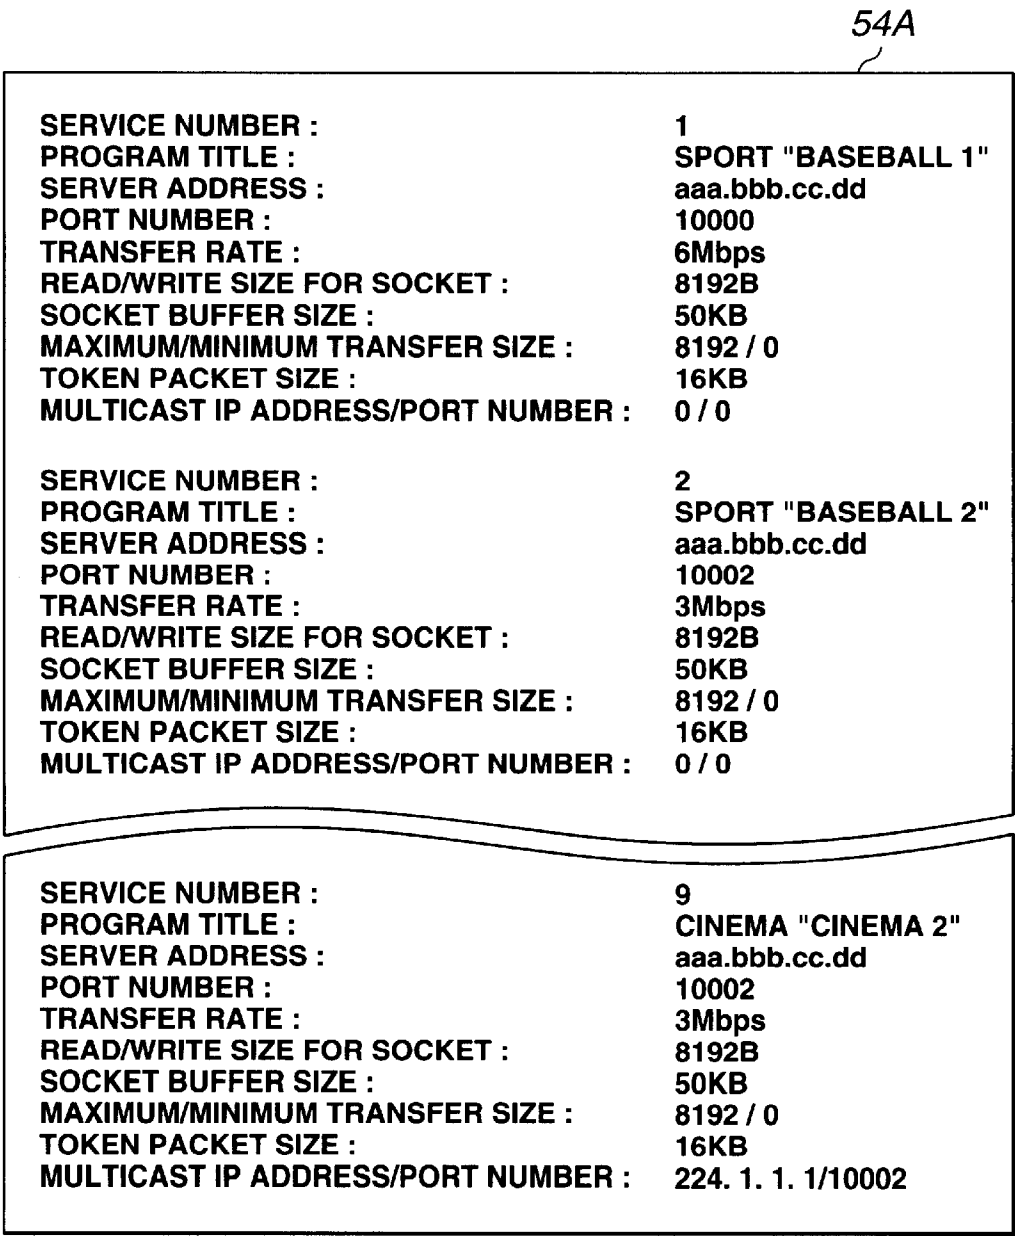 54A
SERVICE NUMBER : 1
PROGRAM TITLE : SPORT "BASEBALL 1"
SERVER ADDRESS : aaa.bbb.cc.dd
PORT NUMBER : 10000
TRANSFER RATE : 6Mbps
READ/WRITE SIZE FOR SOCKET : 8192B
SOCKET BUFFER SIZE : 50KB
MAXIMUM/MINIMUM TRANSFER SIZE : 8192 / 0
TOKEN PACKET SIZE : 16KB
MULTICAST IP ADDRESS/PORT NUMBER : 0 / 0
SERVICE NUMBER : 2
PROGRAM TITLE : SPORT "BASEBALL 2"
SERVER ADDRESS : aaa.bbb.cc.dd
PORT NUMBER : 10002
TRANSFER RATE : 3Mbps
READ/WRITE SIZE FOR SOCKET : 8192B
SOCKET BUFFER SIZE : 50KB
MAXIMUM/MINIMUM TRANSFER SIZE : 8192 / 0
TOKEN PACKET SIZE : 16KB
MULTICAST IP ADDRESS/PORT NUMBER : 0 / 0
SERVICE NUMBER : 9
PROGRAM TITLE : CINEMA "CINEMA 2"
SERVER ADDRESS : aaa.bbb.cc.dd
PORT NUMBER : 10002
TRANSFER RATE : 3Mbps
READ/WRITE SIZE FOR SOCKET : 8192B
SOCKET BUFFER SIZE : 50KB
MAXIMUM/MINIMUM TRANSFER SIZE : 8192 / 0
TOKEN PACKET SIZE : 16KB
MULTICAST IP ADDRESS/PORT NUMBER : 224. 1. 1. 1/10002